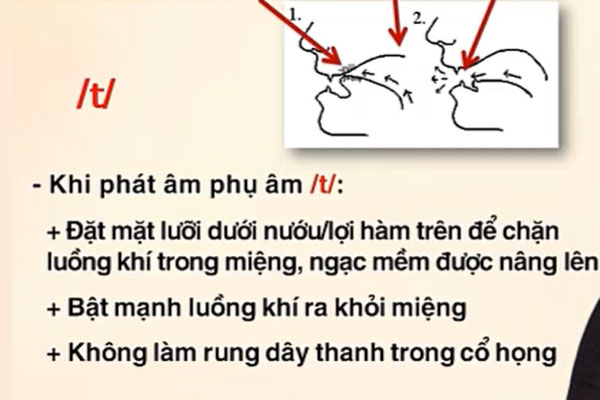 1.
2.
/t/
- Khi phát âm phụ âm /t/:
+ Đặt mặt lưỡi dưới nướu/lợi hàm trên để chặn
luồng khí trong miệng, ngạc mềm được nâng lên
+ Bật mạnh luồng khí ra khỏi miệng
+ Không làm rung dây thanh trong cổ họng